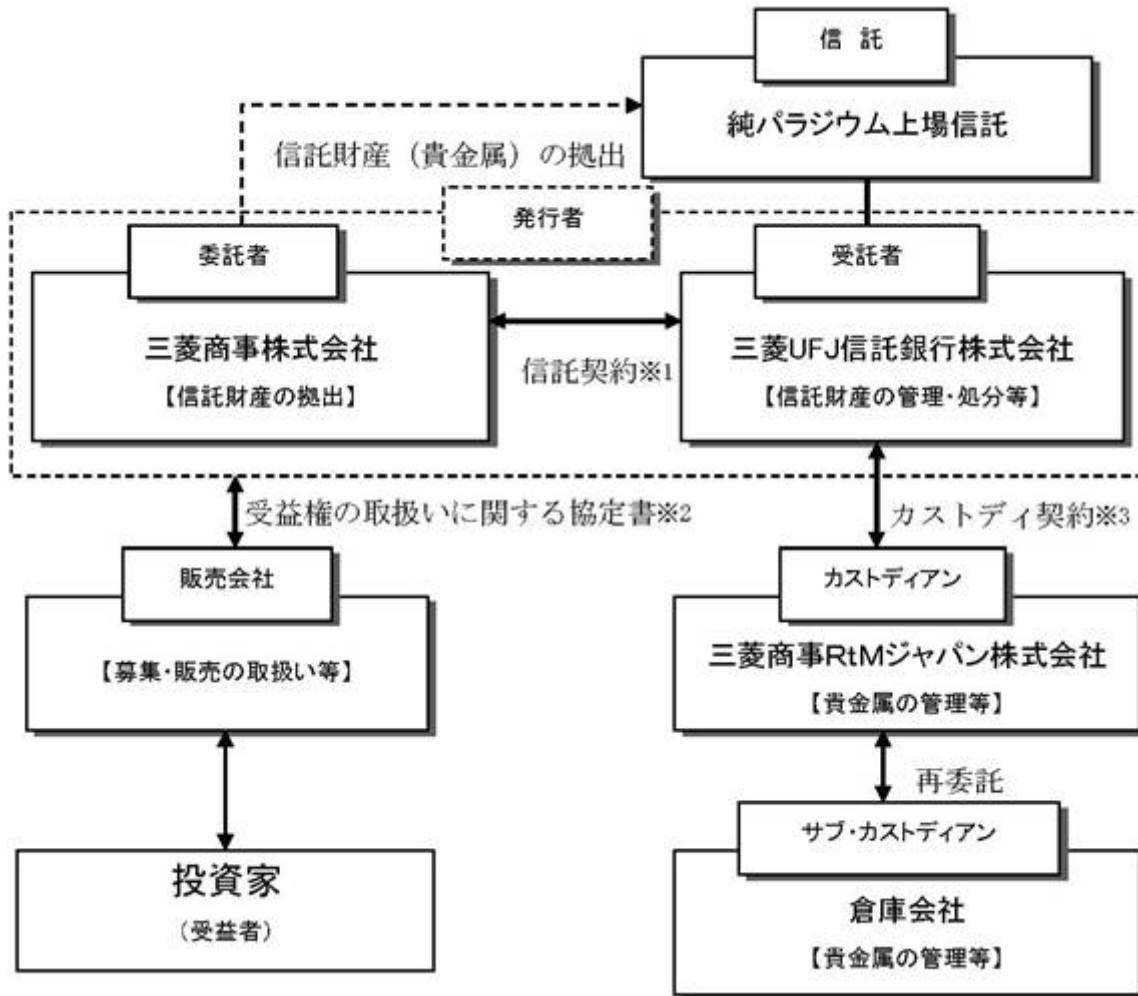 信 託
純パラジウム上場信託
信託財産（貴金属）の拠出
発行者
委託者
三菱商事株式会社
【信託財産の拠出】
信託契約※1
受託者
三菱UFJ信託銀行株式会社
【信託財産の管理・処分等】
受益権の取扱いに関する協定書※2
カストディ契約※3
販売会社
【募集・販売の取扱い等】
カストディアン
三菱商事RtMジャパン株式会社
【貴金属の管理等】
再委託
投資家
（受益者）
サブ・カストディアン
倉庫会社
【貴金属の管理等】